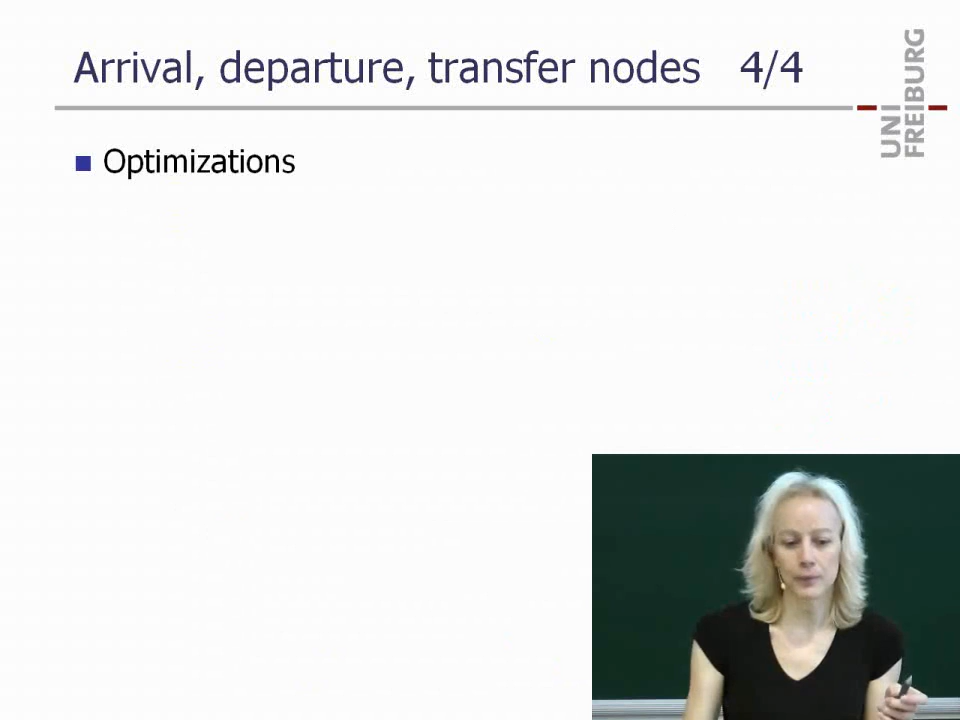 Arrival, departure, transfer nodes 4/4
UNI
FREIBURG
Optimizations